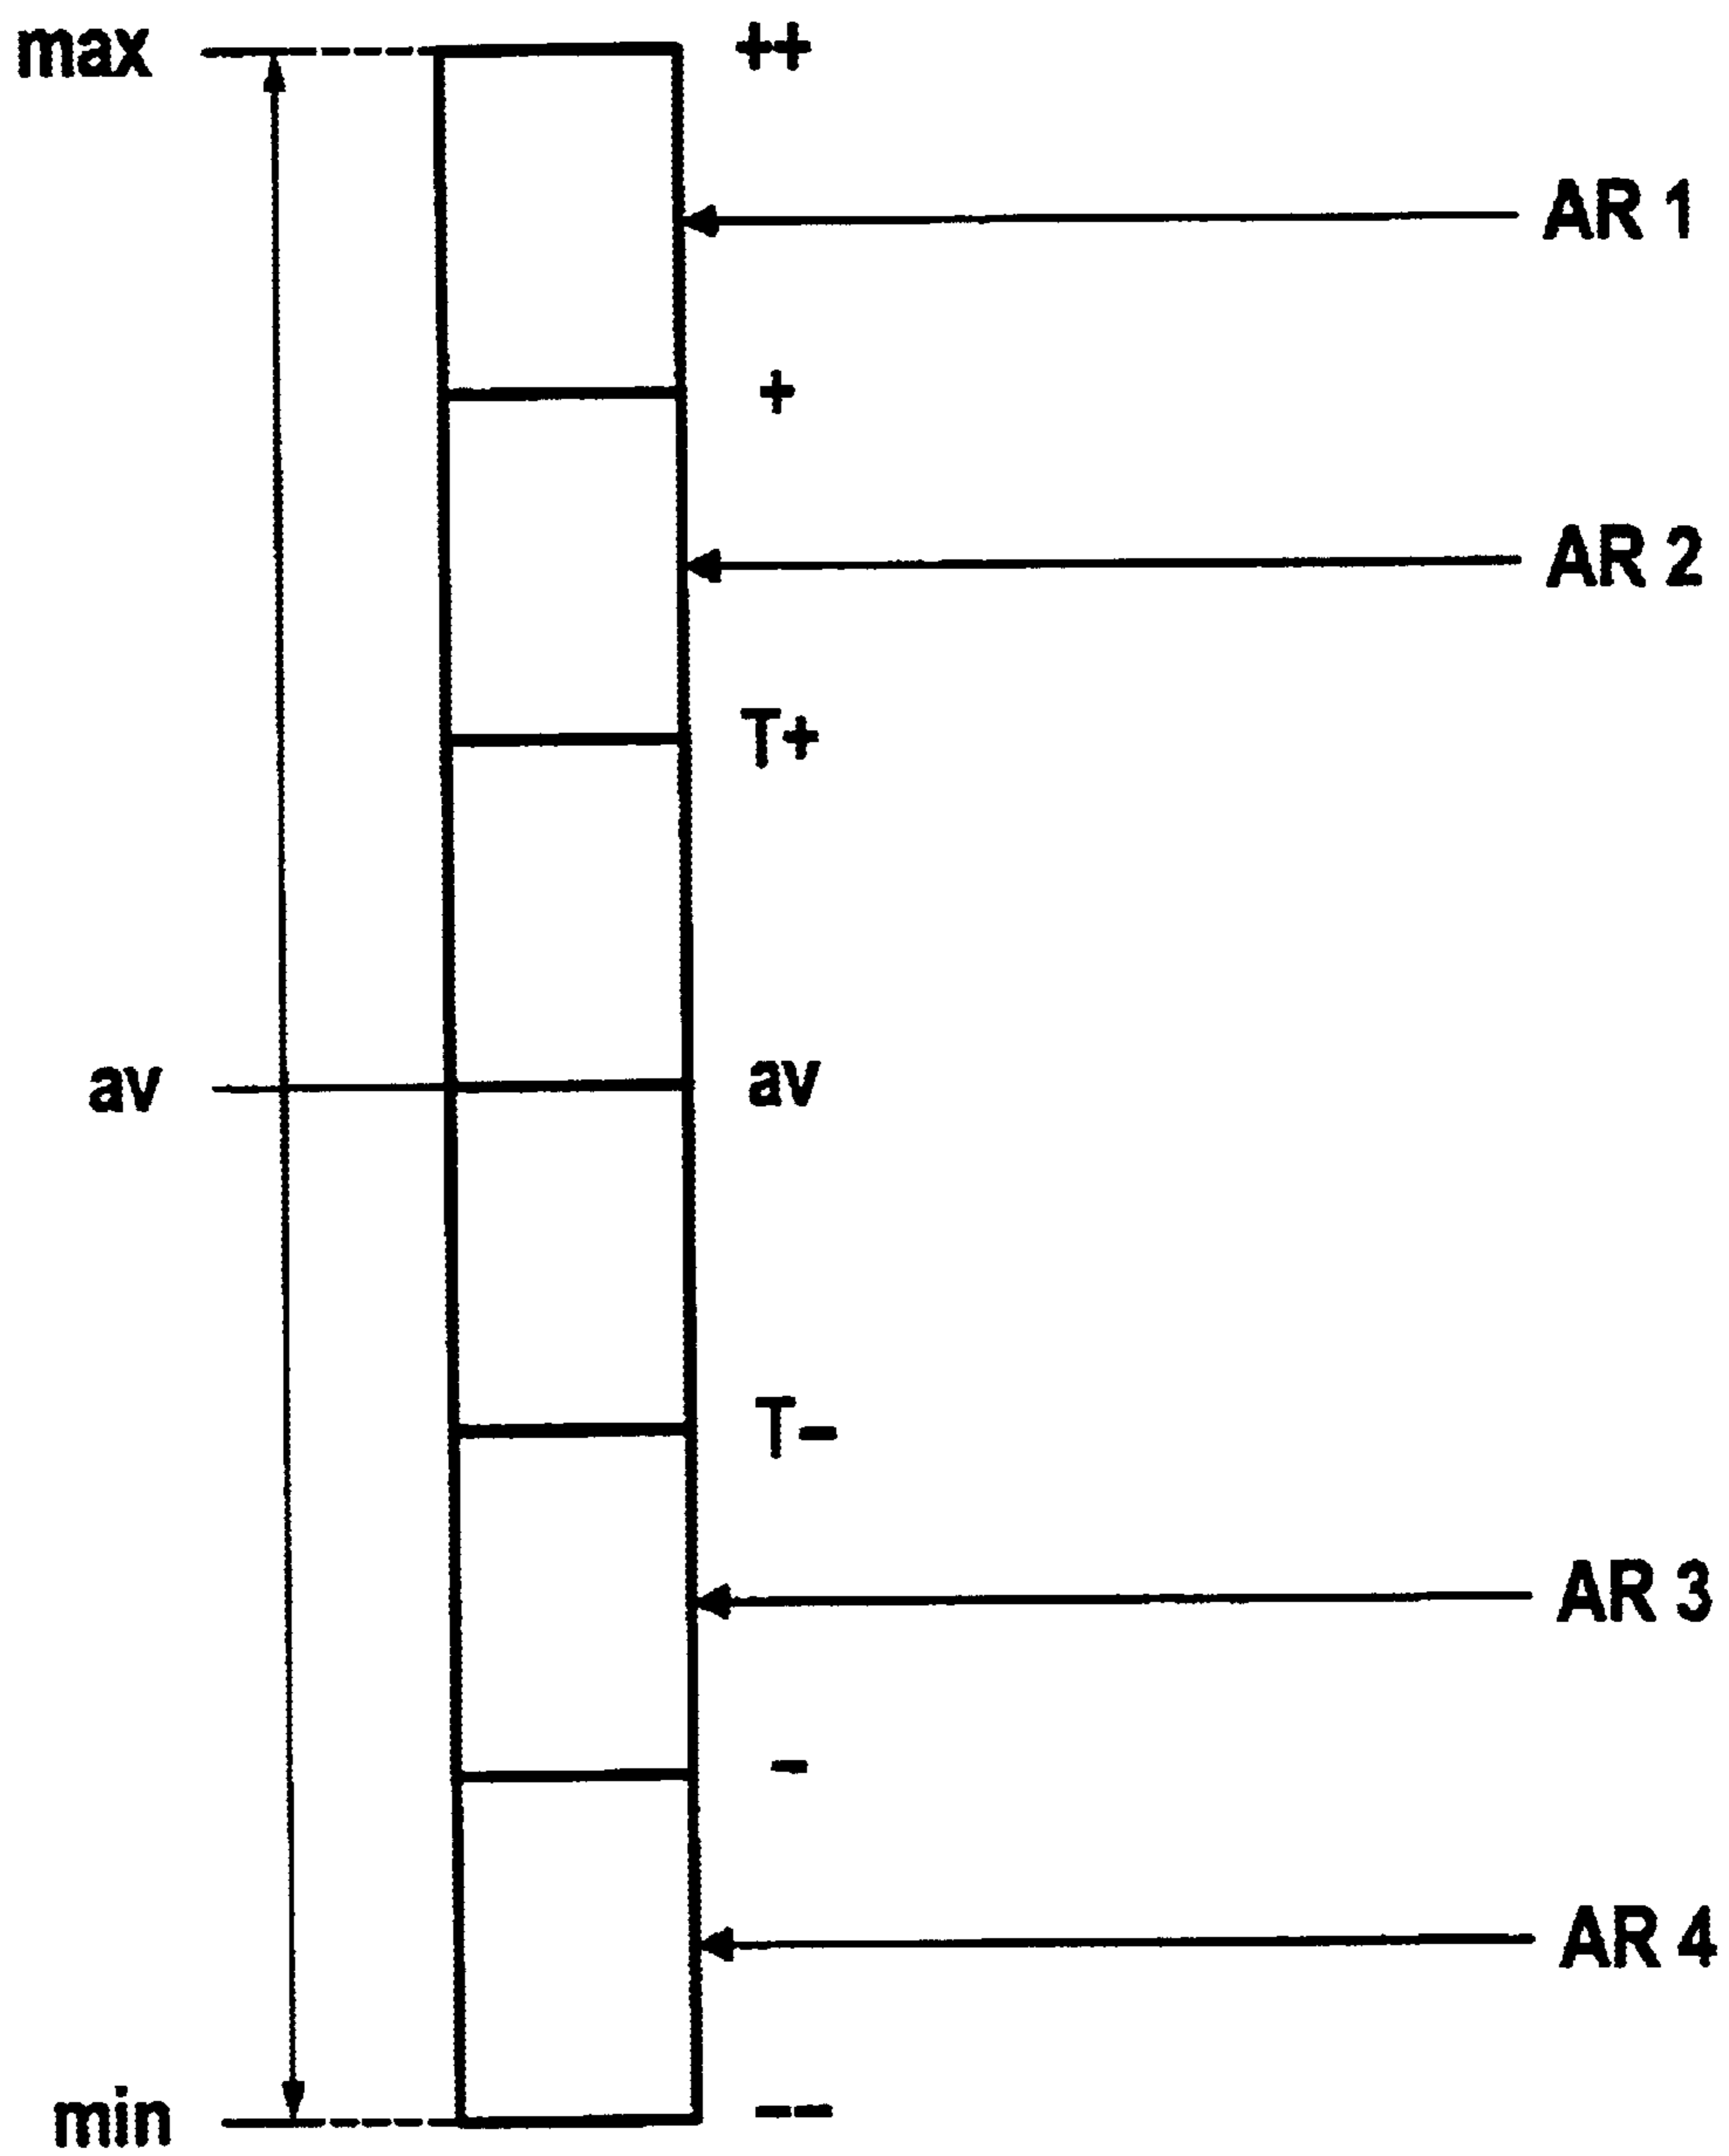 max ++
AR 1
+
AR 2
T+
av av
T-
AR 3
-
AR 4
min --